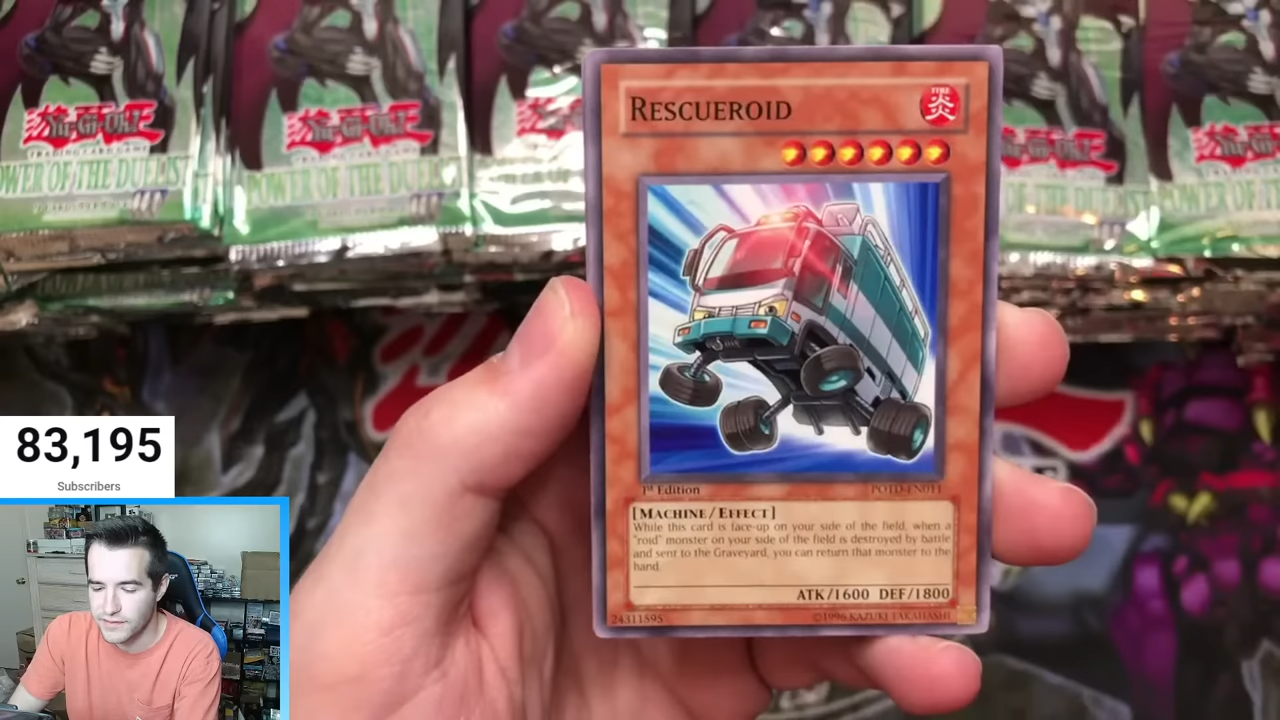 Yu-Gi-Oh!
TRADING CARD GAME
POWER OF THE DUELIST
RESCUEROID
FIRE
炎
1st Edition
POTD-EN011
[MACHINE/EFFECT]
While this card is face-up on your side of the field, when a
"roid" monster on your side of the field is destroyed by battle
and sent to the Graveyard, you can return that monster to the
hand.
ATK/1600 DEF/1800
24311595
©1996 KAZUKI TAKAHASHI
83,195
Subscribers